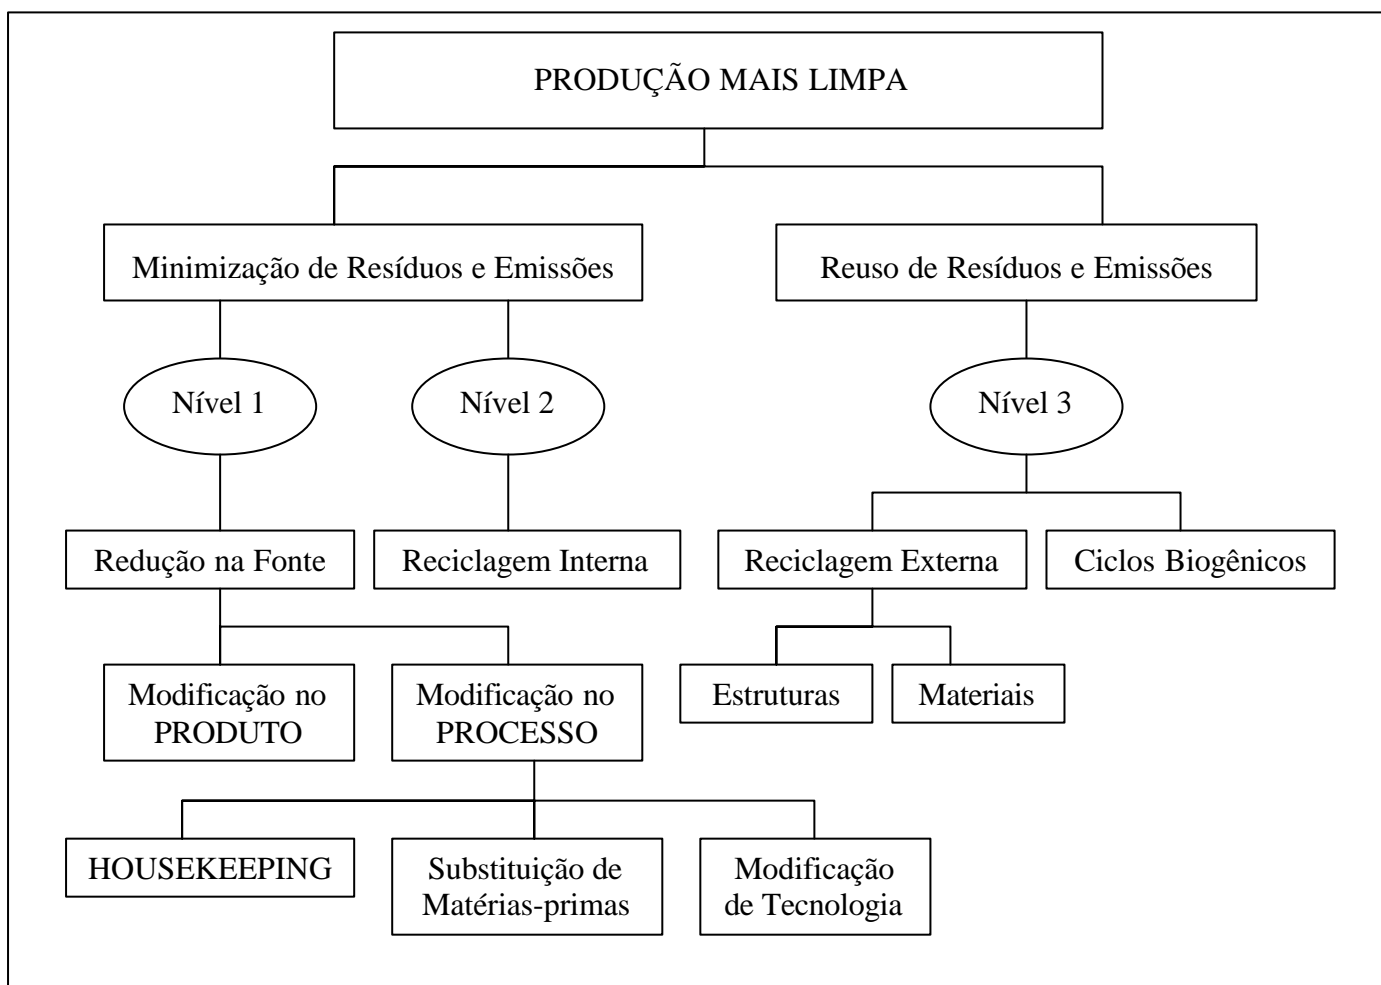 PRODUÇÃO MAIS LIMPA
Minimização de Resíduos e Emissões
Reuso de Resíduos e Emissões
Nível 1
Nível 2
Nível 3
Redução na Fonte
Reciclagem Interna
Reciclagem Externa
Ciclos Biogênicos
Modificação no
PRODUTO
Modificação no
PROCESSO
Estruturas
Materiais
HOUSEKEEPING
Substituição de
Matérias-primas
Modificação
de Tecnologia